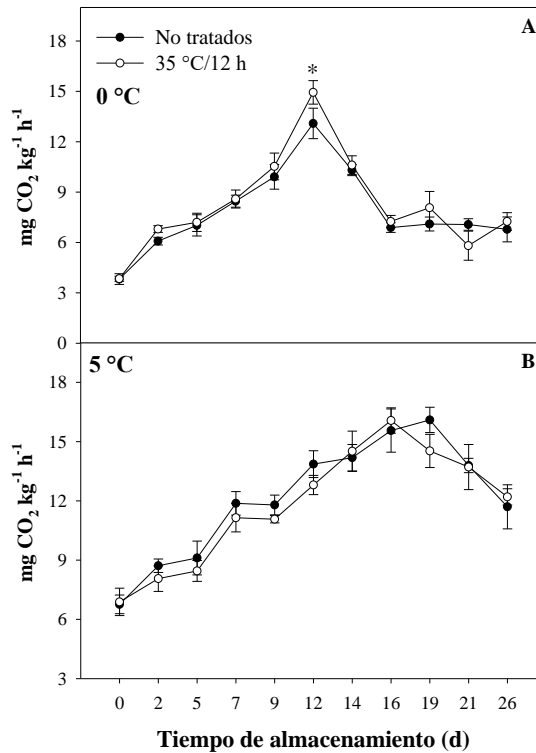 A
No tratados
35 °C/12 h
0 °C
*
18
15
12
9
6
3
0
mg CO₂ kg⁻¹ h⁻¹
B
5 °C
18
15
12
9
6
3
mg CO₂ kg⁻¹ h⁻¹
0 2 5 7 9 12 14 16 19 21 26
Tiempo de almacenamiento (d)